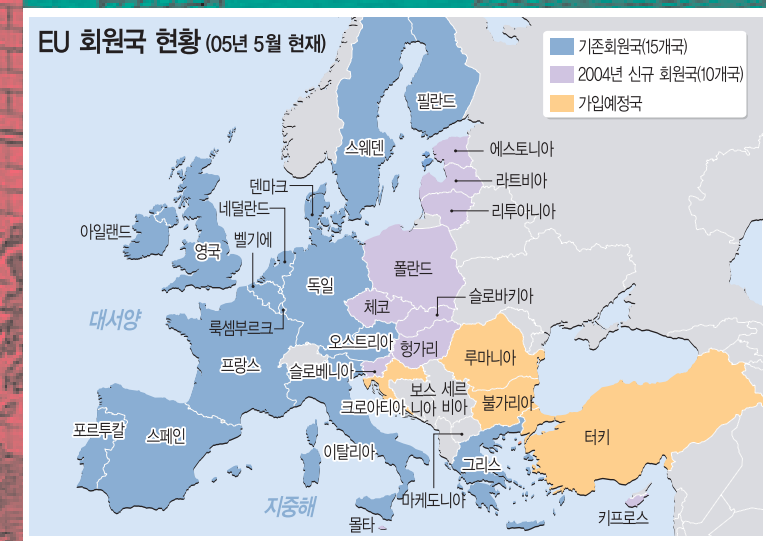 EU 회원국 현황 (05년 5월 현재)
기존회원국(15개국)
2004년 신규 회원국(10개국)
가입예정국
필란드
스웨덴
에스토니아
라트비아
리투아니아
덴마크
네덜란드
벨기에
아일랜드
영국
독일
폴란드
대서양
룩셈부르크
체코
슬로바키아
오스트리아
헝가리
프랑스
슬로베니아
루마니아
크로아티아
보스 세르
니아 비아
불가리아
포르투칼
스페인
이탈리아
그리스
터키
지중해
마케도니아
몰타
키프로스